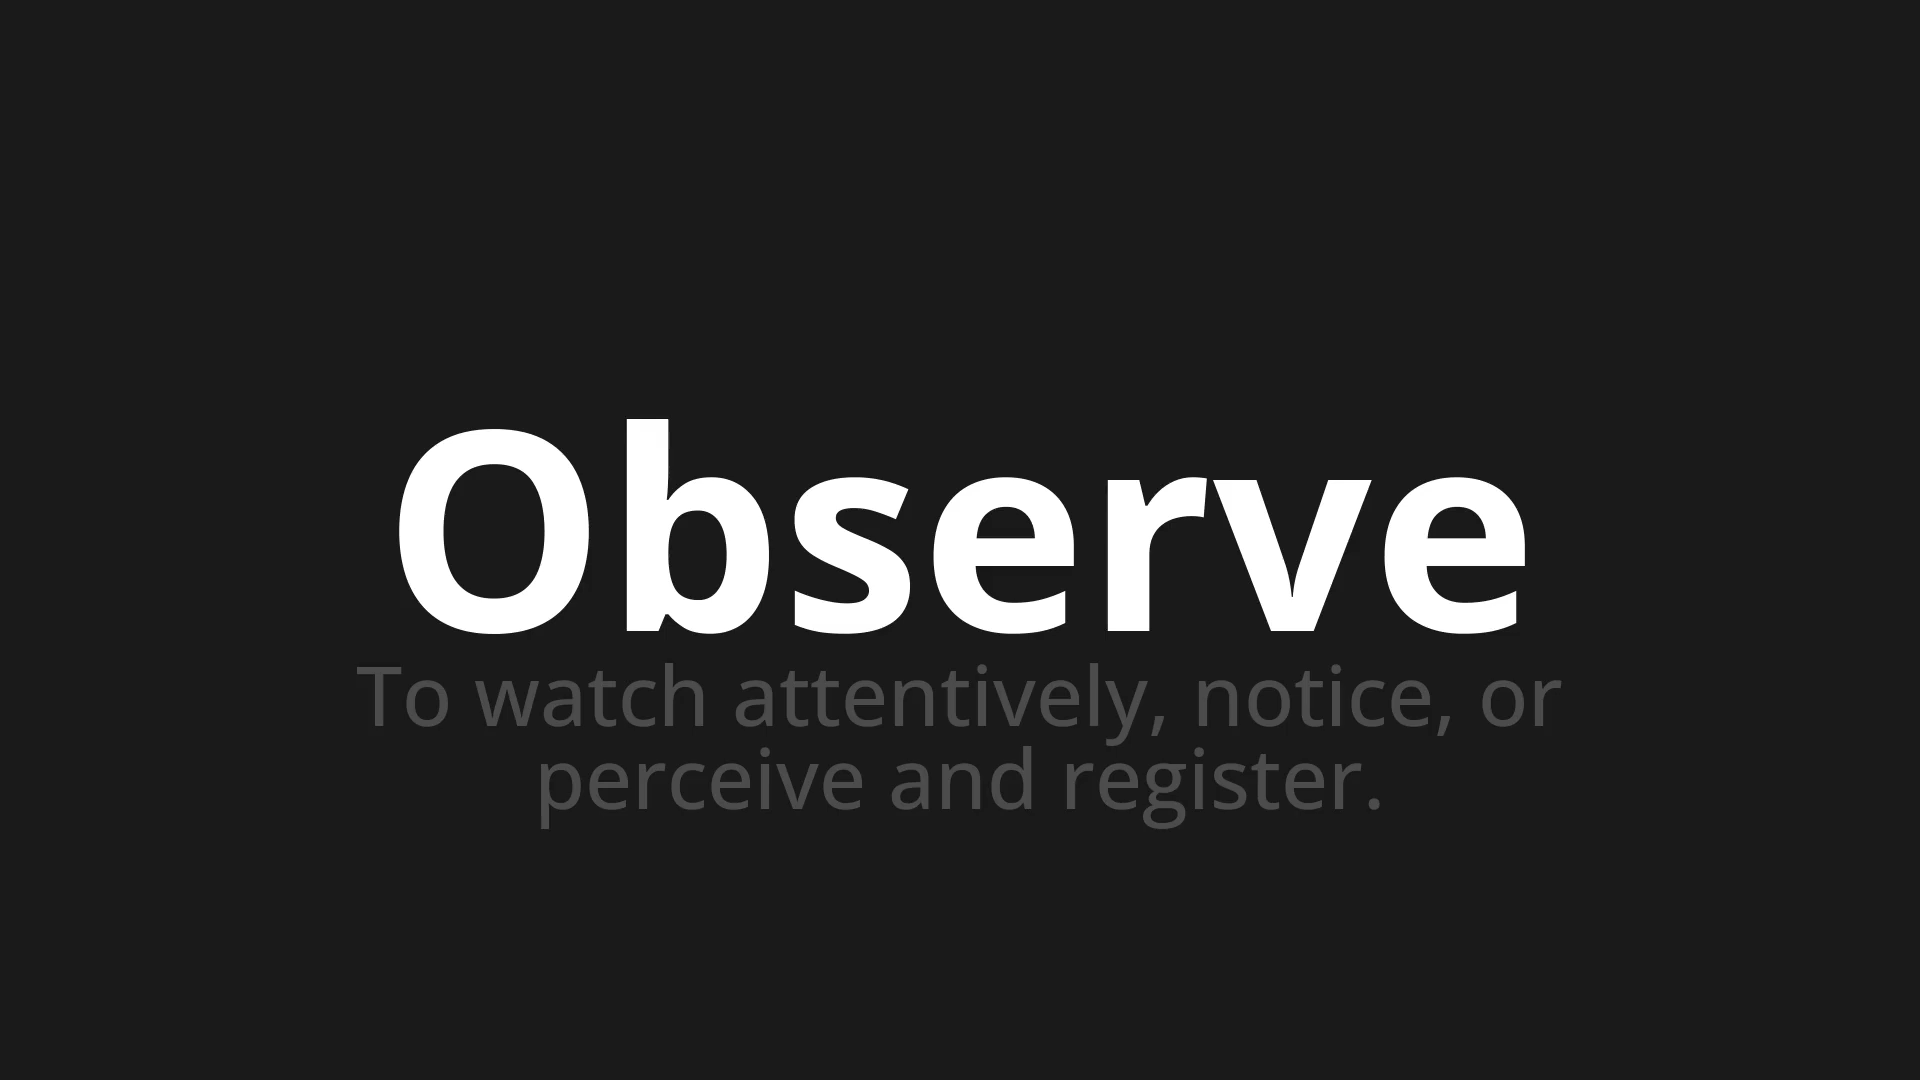 Observe
To watch attentively, notice, or
perceive and register.